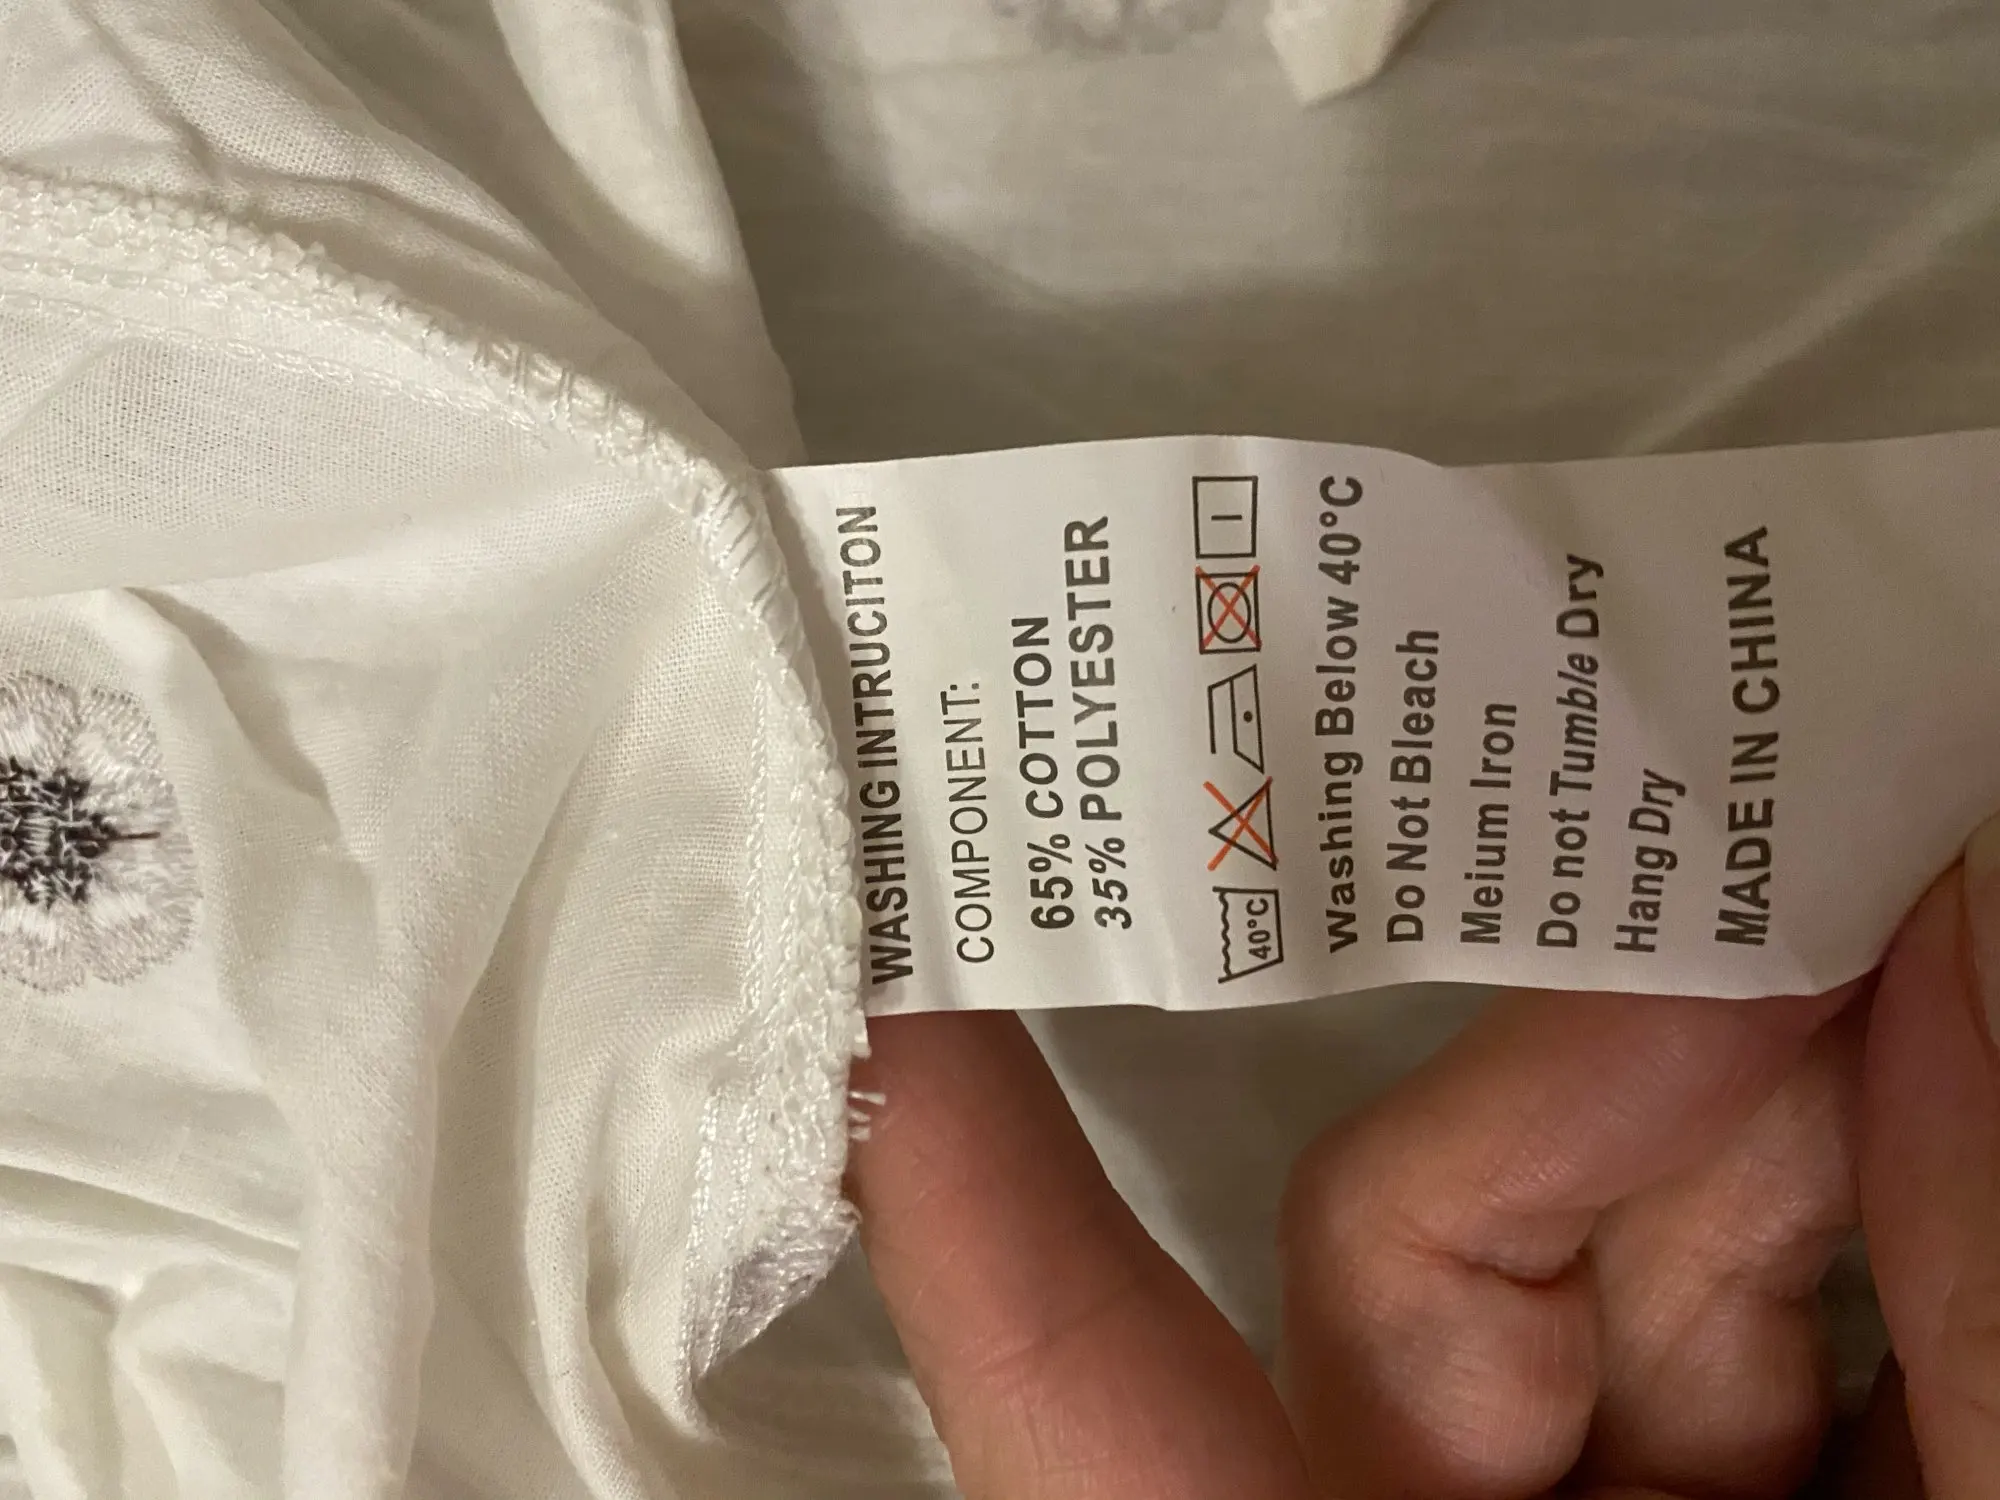 WASHING INTRUCITON
COMPONENT:
65% COTTON
35% POLYESTER
40°C
Washing Below 40°C
Do Not Bleach
Meium Iron
Do not Tumble Dry
Hang Dry
MADE IN CHINA